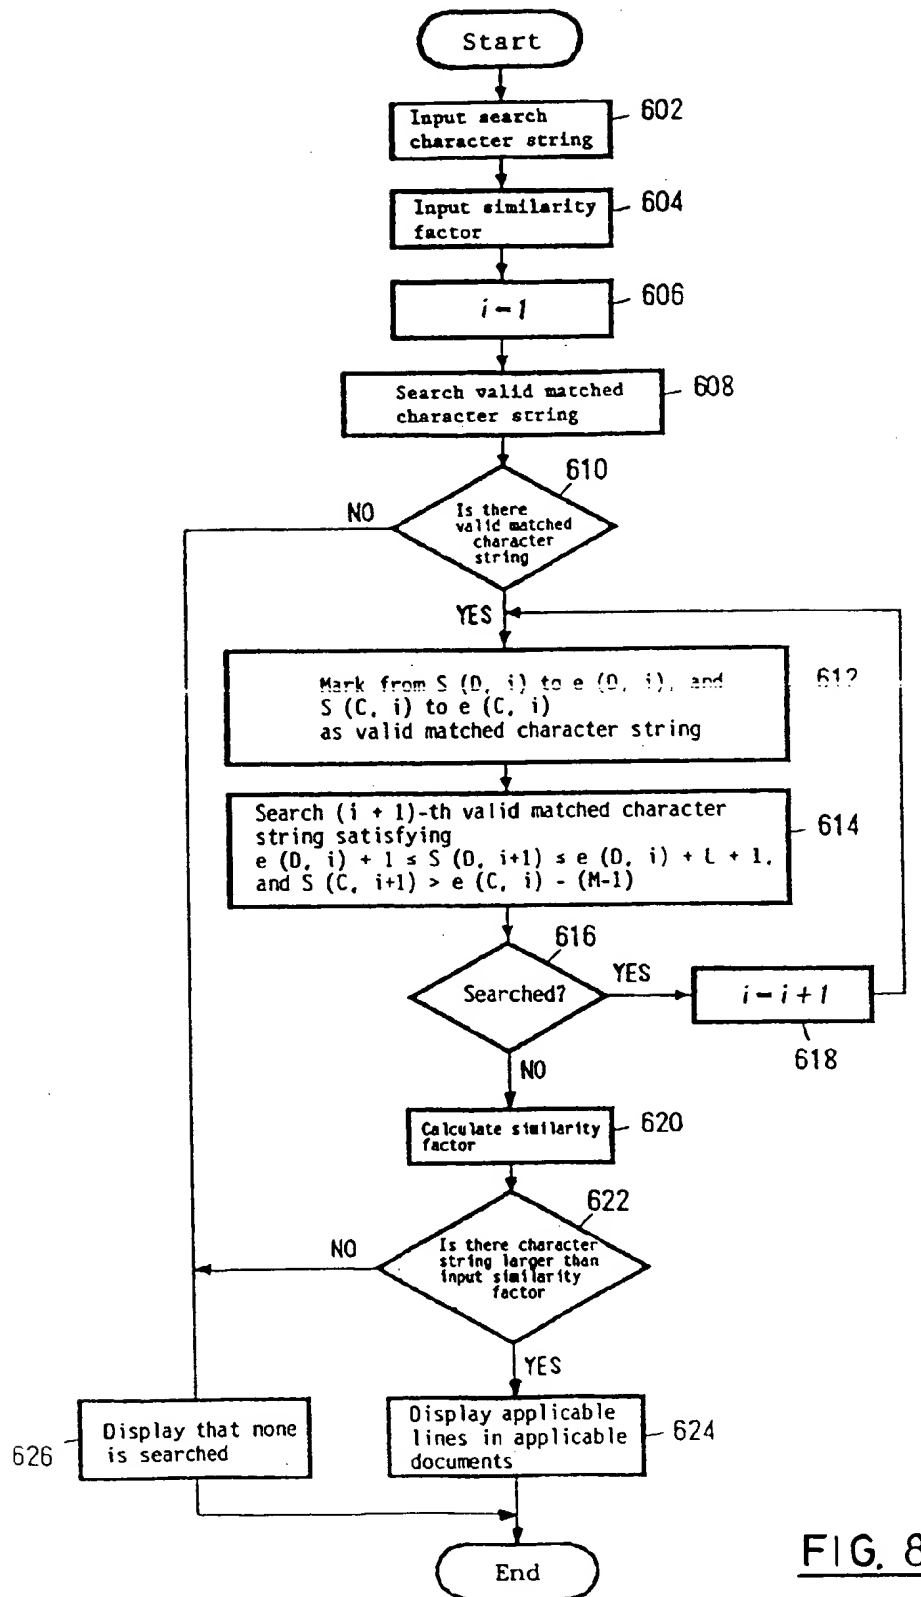 Start
Input search
character string
602
Input similarity
factor
604
i-1
606
Search valid matched
character string
608
610
Is there
valid matched
character
string
NO
YES
Mark from S (D, i) to e (D, i), and
S (C, i) to e (C, i)
as valid matched character string
612
Search (i + 1)-th valid matched character
string satisfying
e (D, i) + 1 ≤ S (D, i+1) ≤ e (D, i) + L + 1,
and S (C, i+1) > e (C, i) - (M-1)
614
616
Searched?
YES
i-i+1
618
NO
Calculate similarity
factor
620
622
Is there character
string larger than
input similarity
factor
NO
YES
Display that none
is searched
626
Display applicable
lines in applicable
documents
624
End
FIG. 8